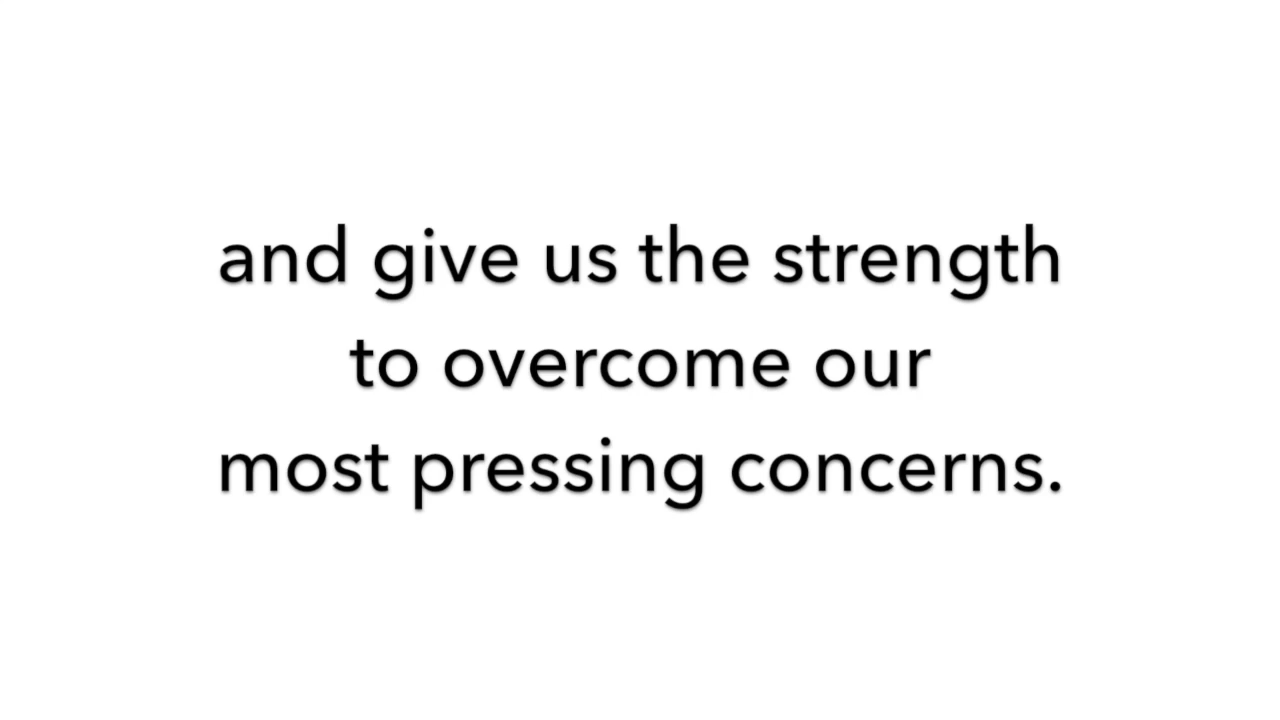 and give us the strength
to overcome our
most pressing concerns.